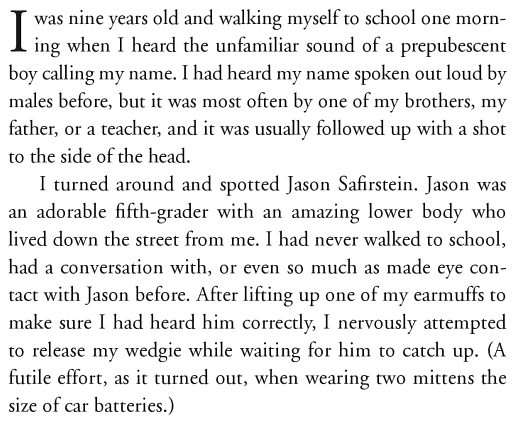 I was nine years old and walking myself to school one morn-
ing when I heard the unfamiliar sound of a prepubescent
boy calling my name. I had heard my name spoken out loud by
males before, but it was most often by one of my brothers, my
father, or a teacher, and it was usually followed up with a shot
to the side of the head.
I turned around and spotted Jason Safirstein. Jason was
an adorable fifth-grader with an amazing lower body who
lived down the street from me. I had never walked to school,
had a conversation with, or even so much as made eye con-
tact with Jason before. After lifting up one of my earmuffs to
make sure I had heard him correctly, I nervously attempted
to release my wedgie while waiting for him to catch up. (A
futile effort, as it turned out, when wearing two mittens the
size of car batteries.)